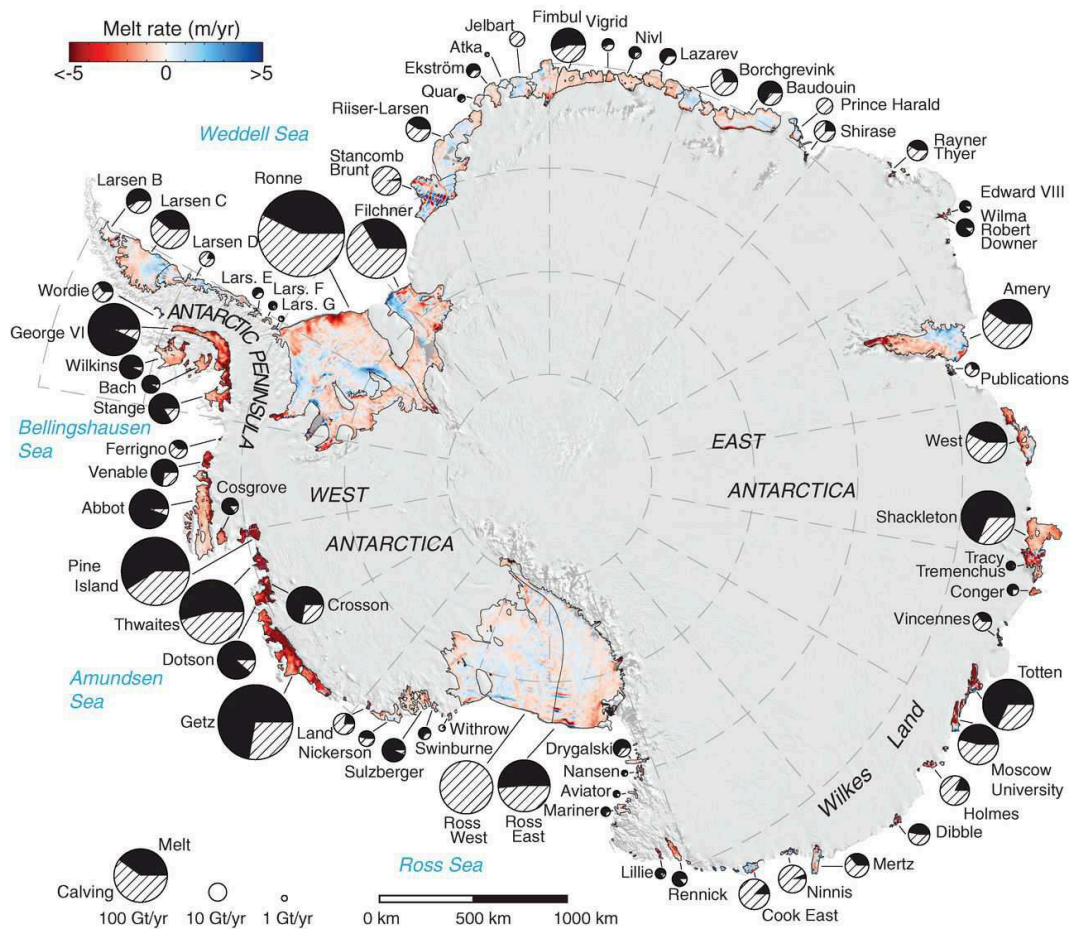 Melt rate (m/yr)
<-5
0
>5
Jelbart
Fimbul
Vigrid
Nivl
Lazarev
Atka
Ekström
Quar
Borchgrevink
Baudouin
Prince Harald
Shirase
Riiser-Larsen
Weddell Sea
Stancomb
Brunt
Rayner
Thyer
Ronne
Filchner
Edward VIII
Wilma
Robert
Downer
Larsen B
Larsen C
Larsen D
Lars. E
Lars. F
Lars. G
Wordie
George VI
ANTARCTIC PENINSULA
Wilkins
Bach
Stange
Amery
Publications
Bellingshausen
Sea
Ferrigno
Venable
Abbot
Cosgrove
WEST
ANTARCTICA
EAST
ANTARCTICA
West
Shackleton
Tracy
Tremenchus
Conger
Vincennes
Pine
Island
Thwaites
Crosson
Dotson
Amundsen
Sea
Getz
Land
Nickerson
Sulzberger
Swinburne
Withrow
Ross
West
Ross
East
Drygalski
Nansen
Aviator
Mariner
Ross Sea
Lillie
Rennick
Cook East
Ninnis
Mertz
Dibble
Holmes
Moscow
University
Totten
Wilkes Land
Melt
Calving
100 Gt/yr
10 Gt/yr
1 Gt/yr
0 km
500 km
1000 km